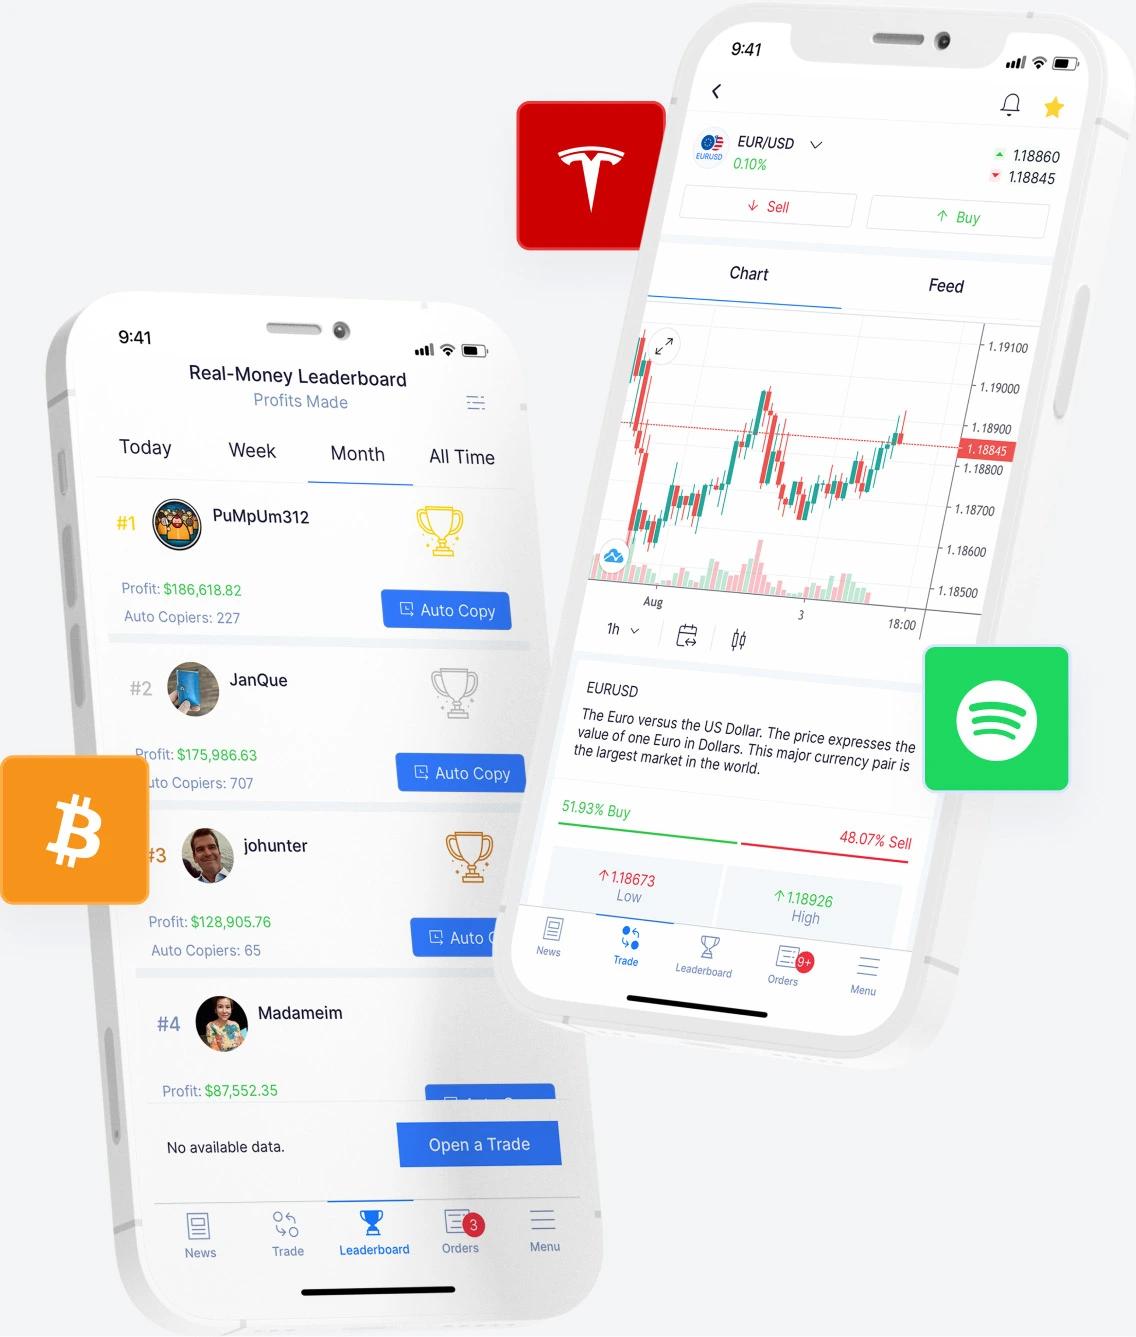 9:41
Real-Money Leaderboard
Profits Made
Today Week Month All Time
#1 PuMpUm312
Profit: $186,618.82
Auto Copiers: 227
Auto Copy
#2 JanQue
Profit: $175,986.63
uto Copiers: 707
Auto Copy
#3 johunter
Profit: $128,905.76
Auto Copiers: 65
Auto
#4 Madameim
Profit: $87,552.35
No available data.
Open a Trade
News Trade Leaderboard Orders 3 Menu
9:41
EURUSD
EUR/USD
0.10%
1.18860
1.18845
Sell Buy
Chart Feed
1.19100
1.19000
1.18900
1.18845
1.18800
1.18700
1.18600
1.18500
Aug 3 18:00
1h
EURUSD
The Euro versus the US Dollar. The price expresses the
value of one Euro in Dollars. This major currency pair is
the largest market in the world.
51.93% Buy
48.07% Sell
1.18673
Low
1.18926
High
News Trade Leaderboard Orders 9+ Menu